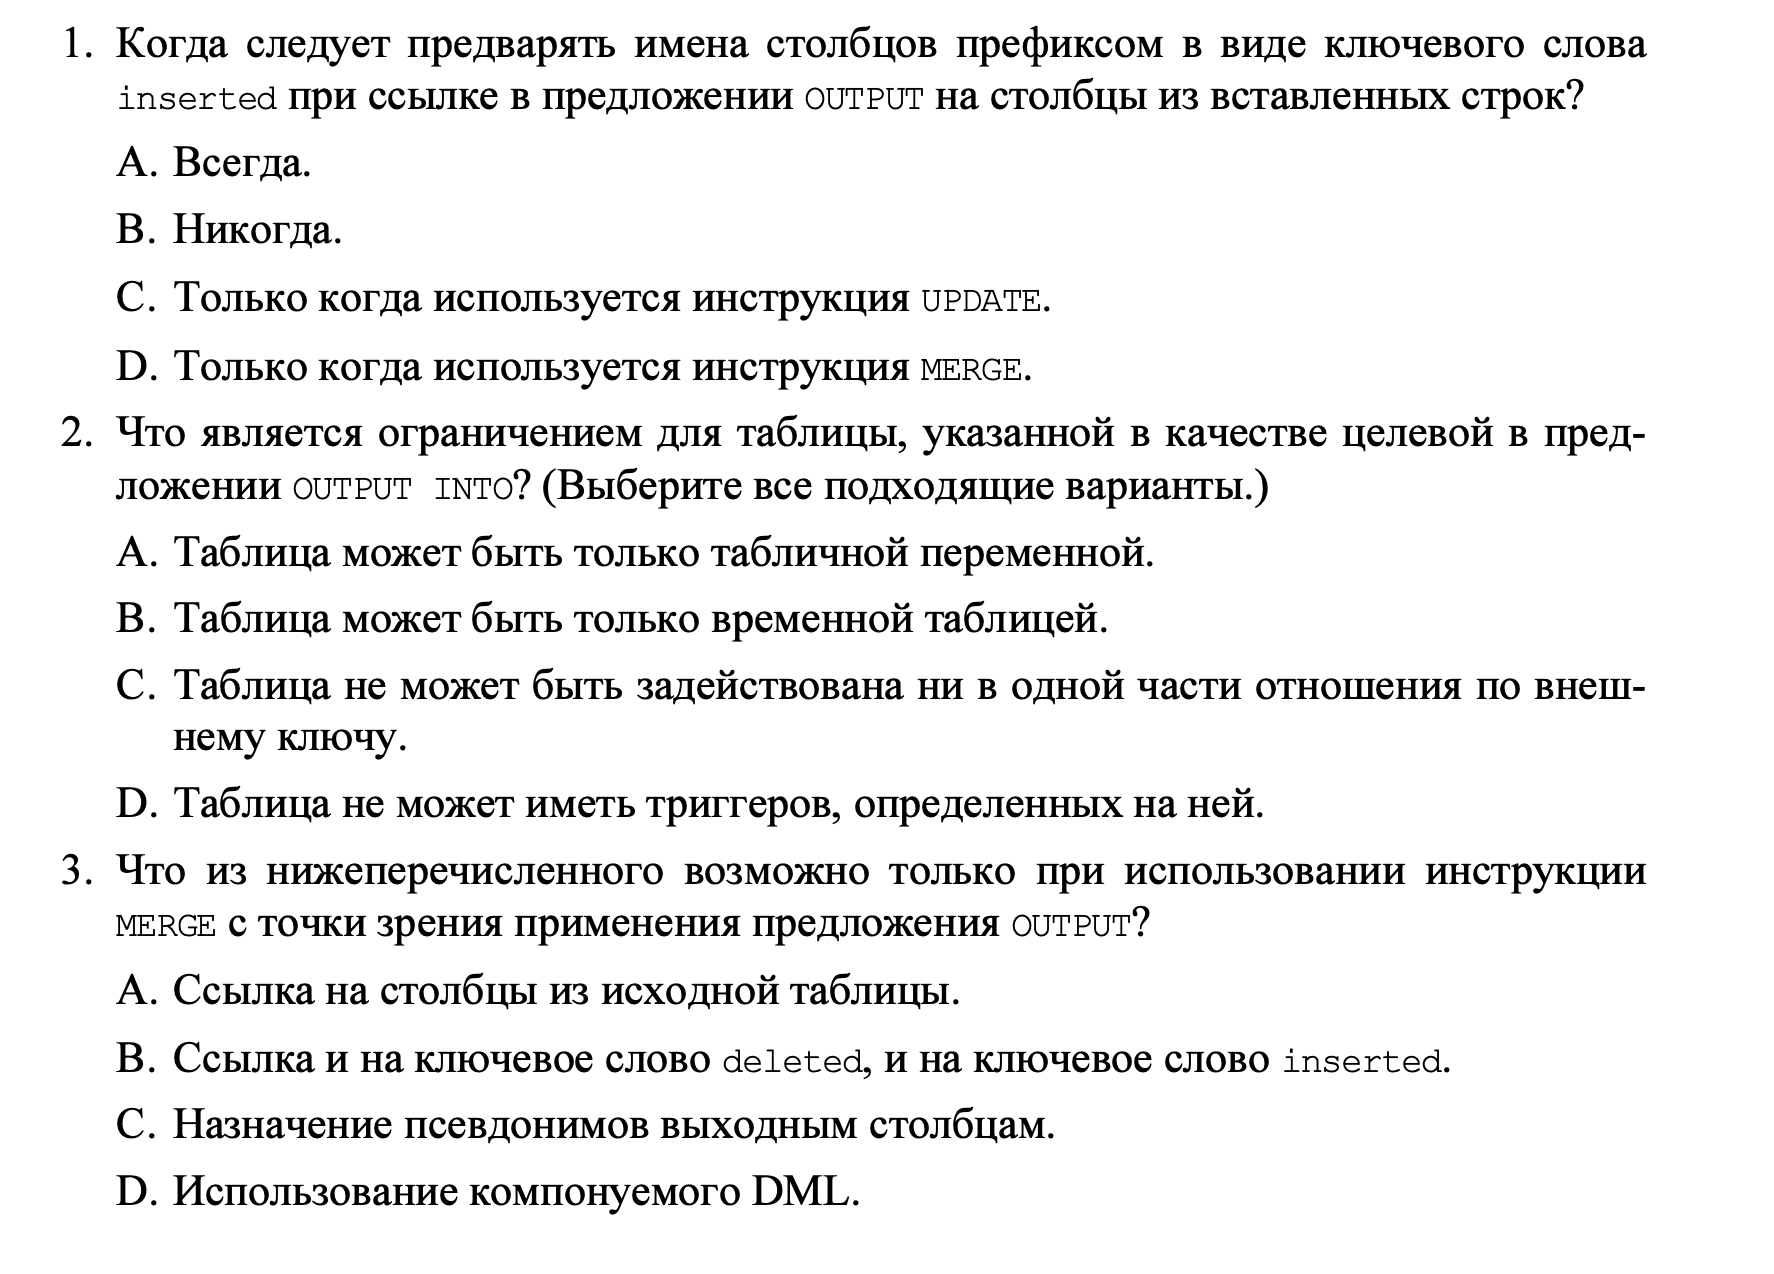 1. Когда следует предварять имена столбцов префиксом в виде ключевого слова
inserted при ссылке в предложении OUTPUT на столбцы из вставленных строк?
A. Всегда.
B. Никогда.
C. Только когда используется инструкция UPDATE.
D. Только когда используется инструкция MERGE.
2. Что является ограничением для таблицы, указанной в качестве целевой в пред-
ложении OUTPUT INTO? (Выберите все подходящие варианты.)
A. Таблица может быть только табличной переменной.
B. Таблица может быть только временной таблицей.
C. Таблица не может быть задействована ни в одной части отношения по внеш-
нему ключу.
D. Таблица не может иметь триггеров, определенных на ней.
3. Что из нижеперечисленного возможно только при использовании инструкции
MERGE с точки зрения применения предложения OUTPUT?
A. Ссылка на столбцы из исходной таблицы.
B. Ссылка и на ключевое слово deleted, и на ключевое слово inserted.
C. Назначение псевдонимов выходным столбцам.
D. Использование компонуемого DML.